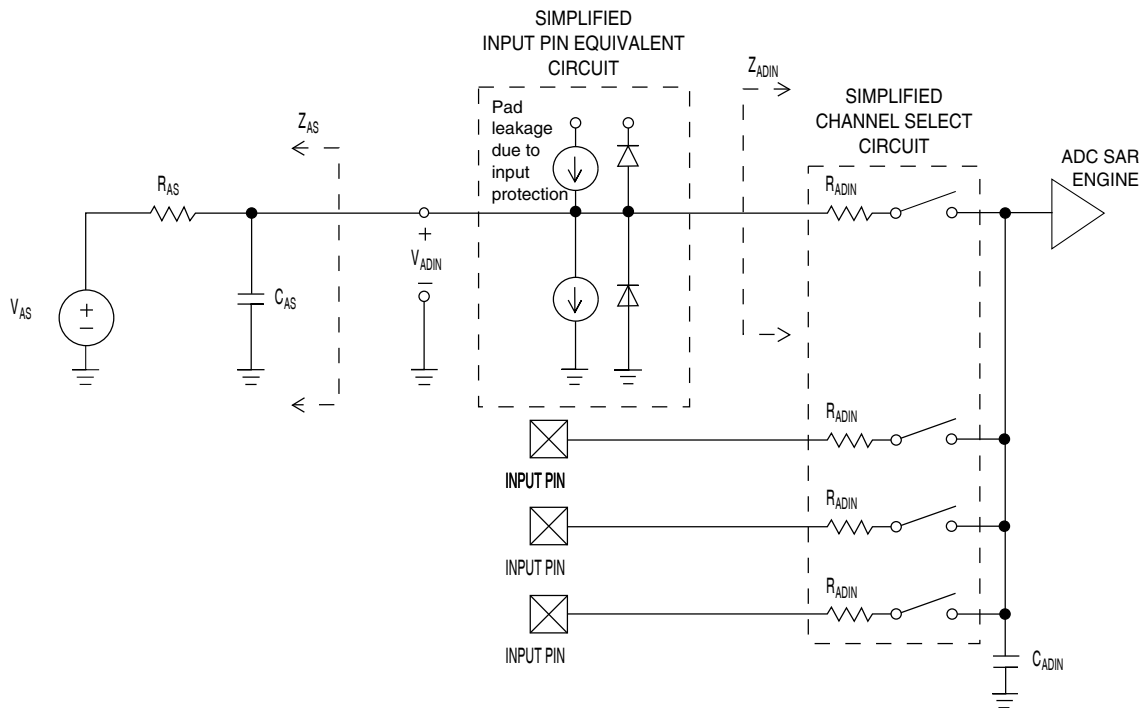 SIMPLIFIED
INPUT PIN EQUIVALENT
CIRCUIT
Pad
leakage
due to
input
protection
Z_ADIN
SIMPLIFIED
CHANNEL SELECT
CIRCUIT
ADC SAR
ENGINE
Z_AS
R_AS
R_ADIN
+
V_ADIN
–
C_AS
V_AS
+
–
R_ADIN
INPUT PIN
R_ADIN
INPUT PIN
R_ADIN
INPUT PIN
C_ADIN